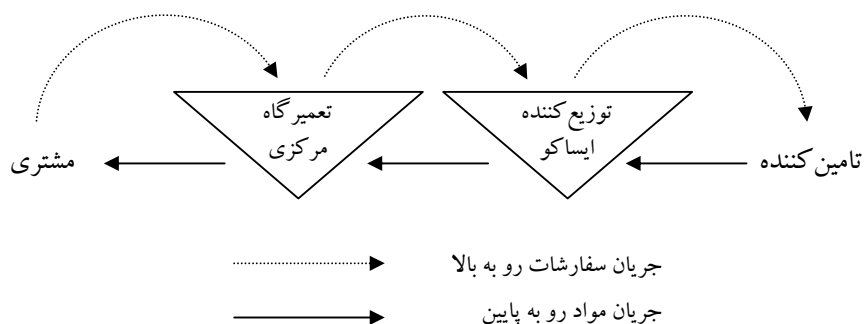 تعمیرگاه
مرکزی
توزیع‌کننده
ایساکو
مشتری
تامین‌کننده
جریان سفارشات رو به بالا
جریان مواد رو به پایین